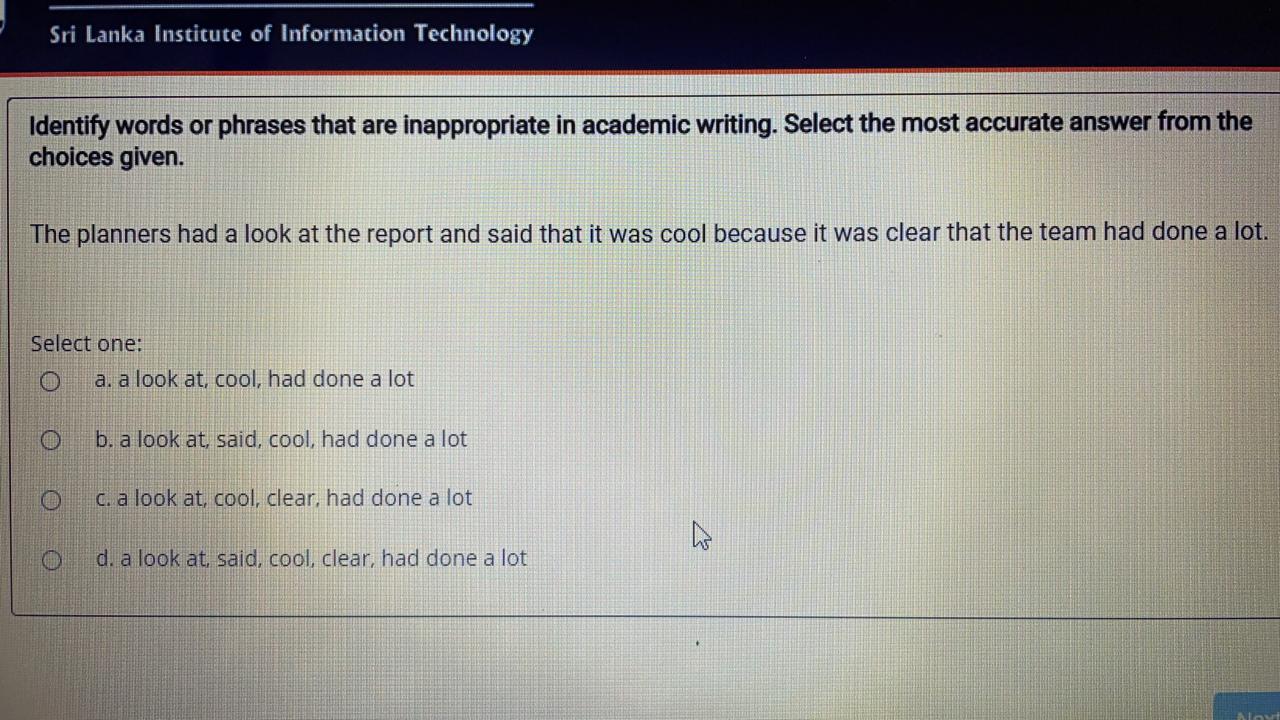 Sri Lanka Institute of Information Technology
Identify words or phrases that are inappropriate in academic writing. Select the most accurate answer from the
choices given.
The planners had a look at the report and said that it was cool because it was clear that the team had done a lot.
Select one:
a. a look at, cool, had done a lot
b. a look at, said, cool, had done a lot
c. a look at, cool, clear, had done a lot
d. a look at, said, cool, clear, had done a lot